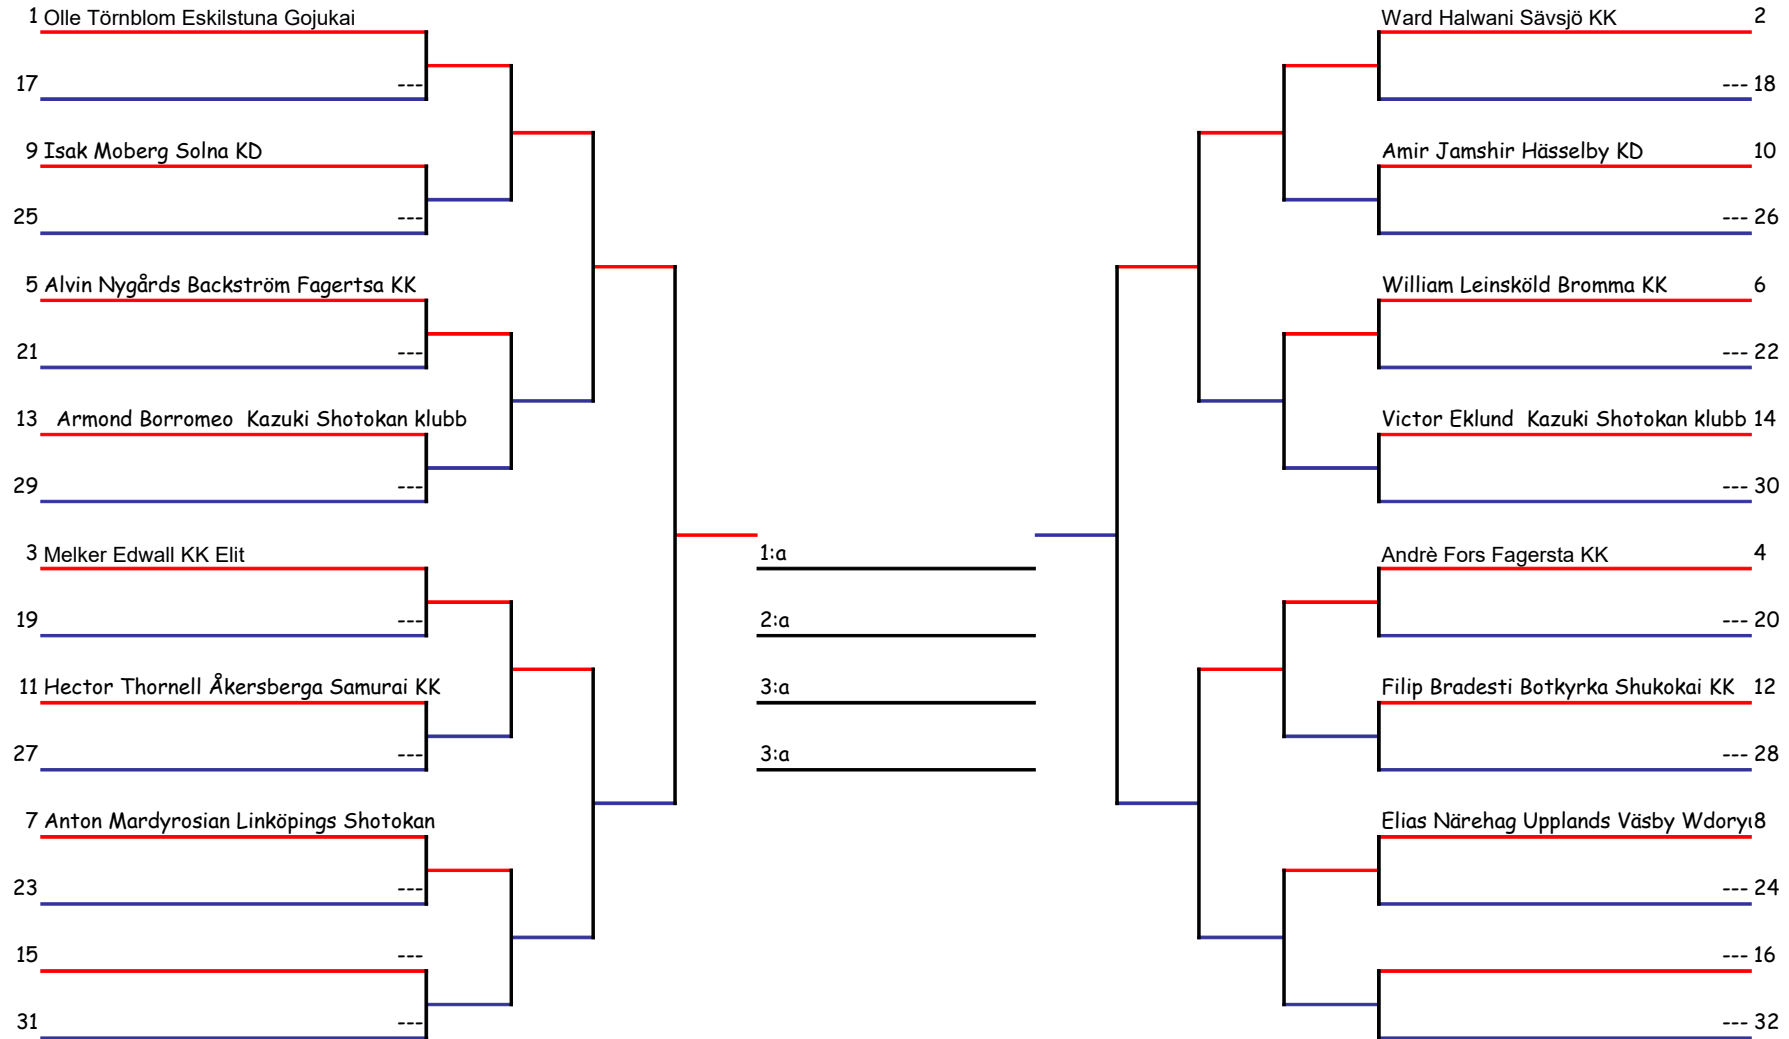 1 Olle Törnblom Eskilstuna Gojukai
17 ---
9 Isak Moberg Solna KD
25 ---
5 Alvin Nygårds Backström Fagertsa KK
21 ---
13 Armond Borromeo Kazuki Shotokan klubb
29 ---
3 Melker Edwall KK Elit
19 ---
11 Hector Thornell Åkersberga Samurai KK
27 ---
7 Anton Mardyrosian Linköpings Shotokan
23 ---
15 ---
31 ---
1:a
2:a
3:a
3:a
Ward Halwani Sävsjö KK 2
--- 18
Amir Jamshir Hässelby KD 10
--- 26
William Leinsköld Bromma KK 6
--- 22
Victor Eklund Kazuki Shotokan klubb 14
--- 30
Andrè Fors Fagersta KK 4
--- 20
Filip Bradesti Botkyrka Shukokai KK 12
--- 28
Elias Närehag Upplands Väsby 8
--- 24
--- 16
--- 32